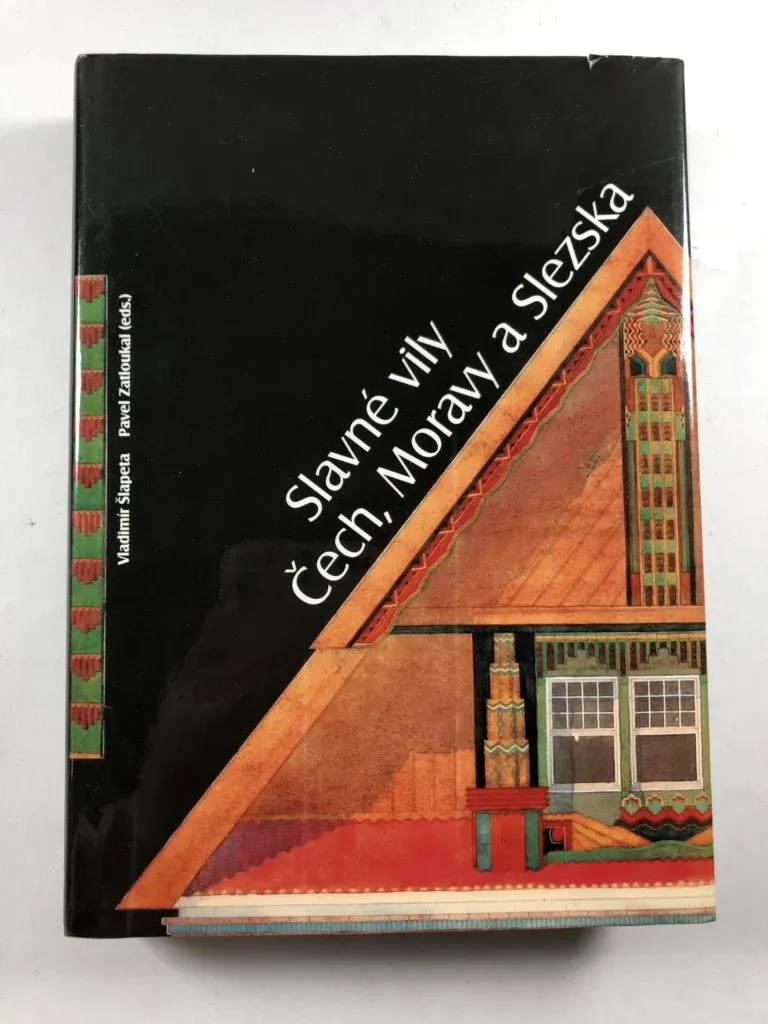 Vladimír Šlapeta Pavel Zatloukal (eds.)
Slavné vily
Čech, Moravy a Slezska